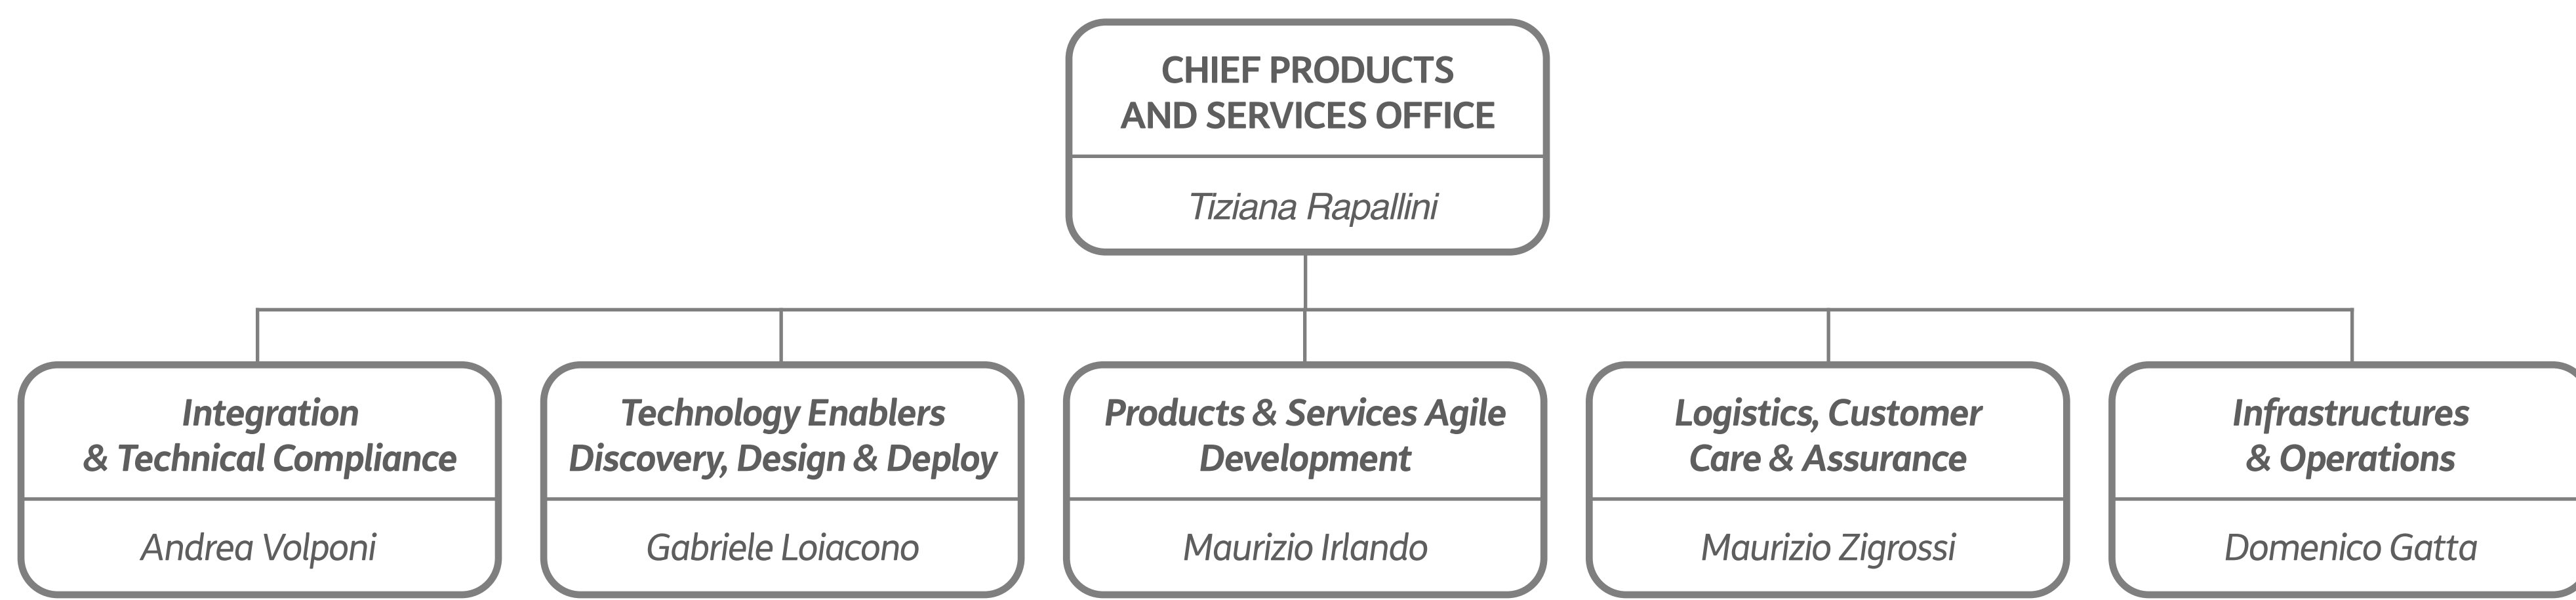 CHIEF PRODUCTS
AND SERVICES OFFICE
Tiziana Rapallini
Integration
& Technical Compliance
Andrea Volponi
Technology Enablers
Discovery, Design & Deploy
Gabriele Loiacono
Products & Services Agile
Development
Maurizio Irlando
Logistics, Customer
Care & Assurance
Maurizio Zigrossi
Infrastructures
& Operations
Domenico Gatta